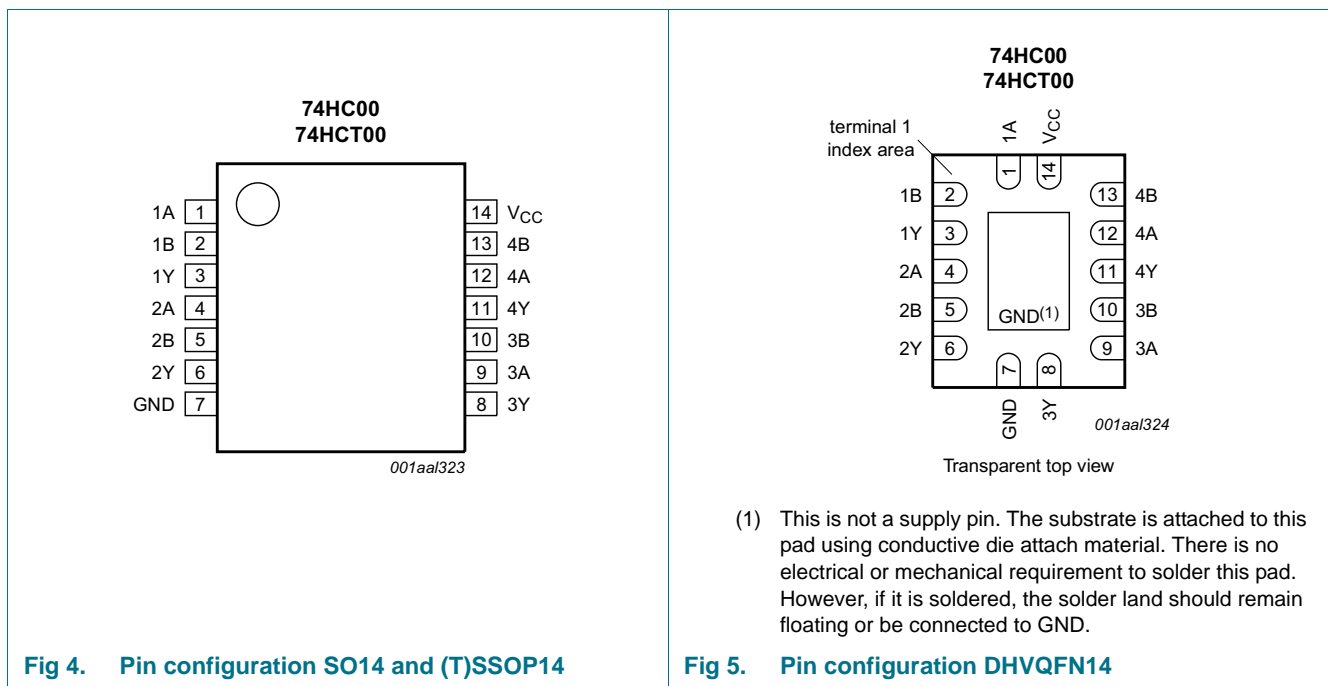 74HC00
74HCT00
1A 1
1B 2
1Y 3
2A 4
2B 5
2Y 6
GND 7
14 VCC
13 4B
12 4A
11 4Y
10 3B
9 3A
8 3Y
001aal323
Fig 4. Pin configuration SO14 and (T)SSOP14
74HC00
74HCT00
terminal 1
index area
1A VCC
1 14
1B 2
1Y 3
2A 4
2B 5
2Y 6
13 4B
12 4A
11 4Y
10 3B
9 3A
GND(1)
7 8
GND 3Y
001aal324
Transparent top view
(1) This is not a supply pin. The substrate is attached to this
pad using conductive die attach material. There is no
electrical or mechanical requirement to solder this pad.
However, if it is soldered, the solder land should remain
floating or be connected to GND.
Fig 5. Pin configuration DHVQFN14